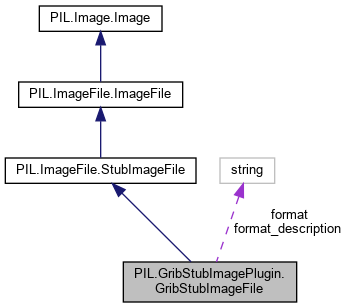 PIL.Image.Image
PIL.ImageFile.ImageFile
PIL.ImageFile.StubImageFile
string
format
format_description
PIL.GribStubImagePlugin.
GribStubImageFile